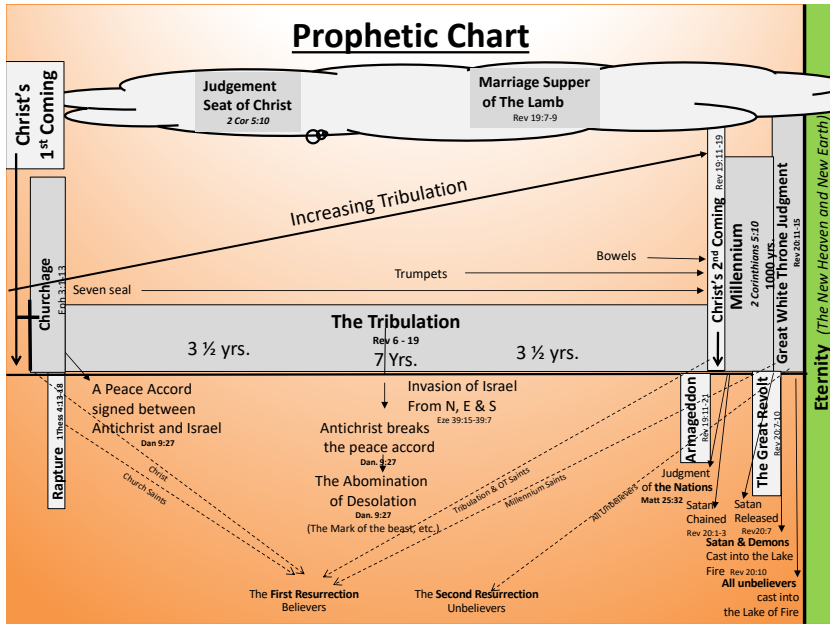 Prophetic Chart
Christ's
1st Coming
Judgement
Seat of Christ
2 Cor 5:10
Marriage Supper
of The Lamb
Rev 19:7-9
Increasing Tribulation
Church age
Eph 3:1-13
Seven seal
Trumpets
Bowels
The Tribulation
Rev 6 - 19
3 ½ yrs.
7 Yrs.
3 ½ yrs.
Christ's 2nd Coming
Rev 19:11-19
Millennium
2 Corinthians 5:10
1000 yrs.
Great White Throne Judgment
Rev 20:11-15
Eternity (The New Heaven and New Earth)
Rapture
1Thess 4:13-18
A Peace Accord
signed between
Antichrist and Israel
Dan 9:27
Christ
Church Saints
Invasion of Israel
From N, E & S
Eze 39:15-39:7
Antichrist breaks
the peace accord
Dan. 9:27
The Abomination
of Desolation
Dan. 9:27
(The Mark of the beast, etc.)
Tribulation & OT Saints
Millennium Saints
All Unbelievers
Armageddon
Rev 19:11-21
The Great Revolt
Rev 20:7-10
Judgment
of the Nations
Matt 25:32
Satan
Chained
Rev 20:1-3
Satan
Released
Rev20:7
Satan & Demons
Cast into the Lake
Fire Rev 20:10
All unbelievers
cast into
the Lake of Fire
The First Resurrection
Believers
The Second Resurrection
Unbelievers